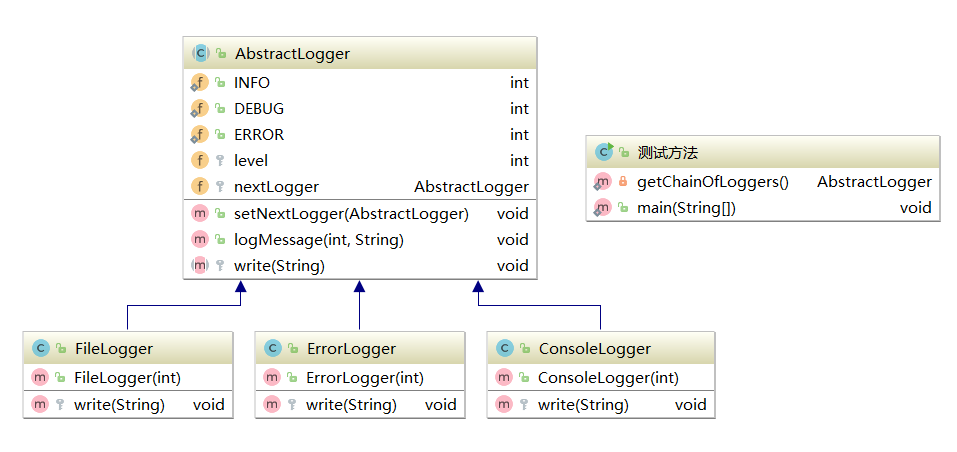 AbstractLogger
INFO int
DEBUG int
ERROR int
level int
nextLogger AbstractLogger
setNextLogger(AbstractLogger) void
logMessage(int, String) void
write(String) void
测试方法
getChainOfLoggers() AbstractLogger
main(String[]) void
FileLogger
FileLogger(int)
write(String) void
ErrorLogger
ErrorLogger(int)
write(String) void
ConsoleLogger
ConsoleLogger(int)
write(String) void